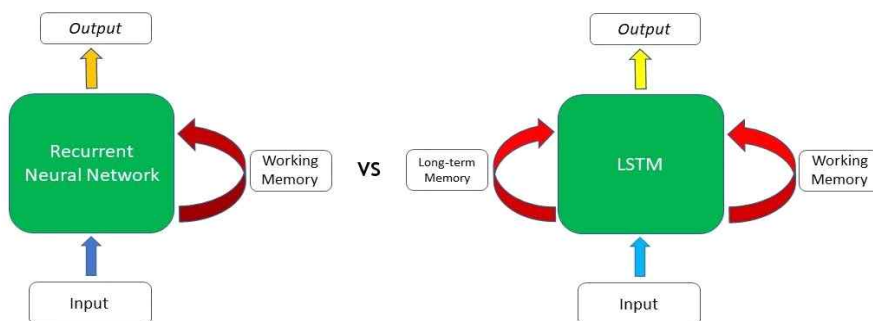 Output
Recurrent
Neural Network
Working
Memory
Input
VS
Output
Long-term
Memory
LSTM
Working
Memory
Input